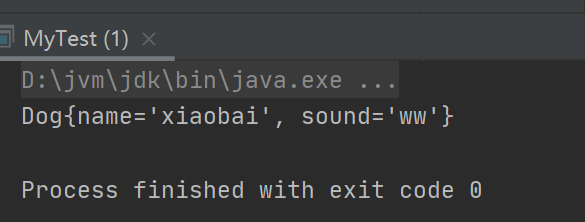 MyTest (1)
D:\jvm\jdk\bin\java.exe ...
Dog{name='xiaobai', sound='ww'}
Process finished with exit code 0